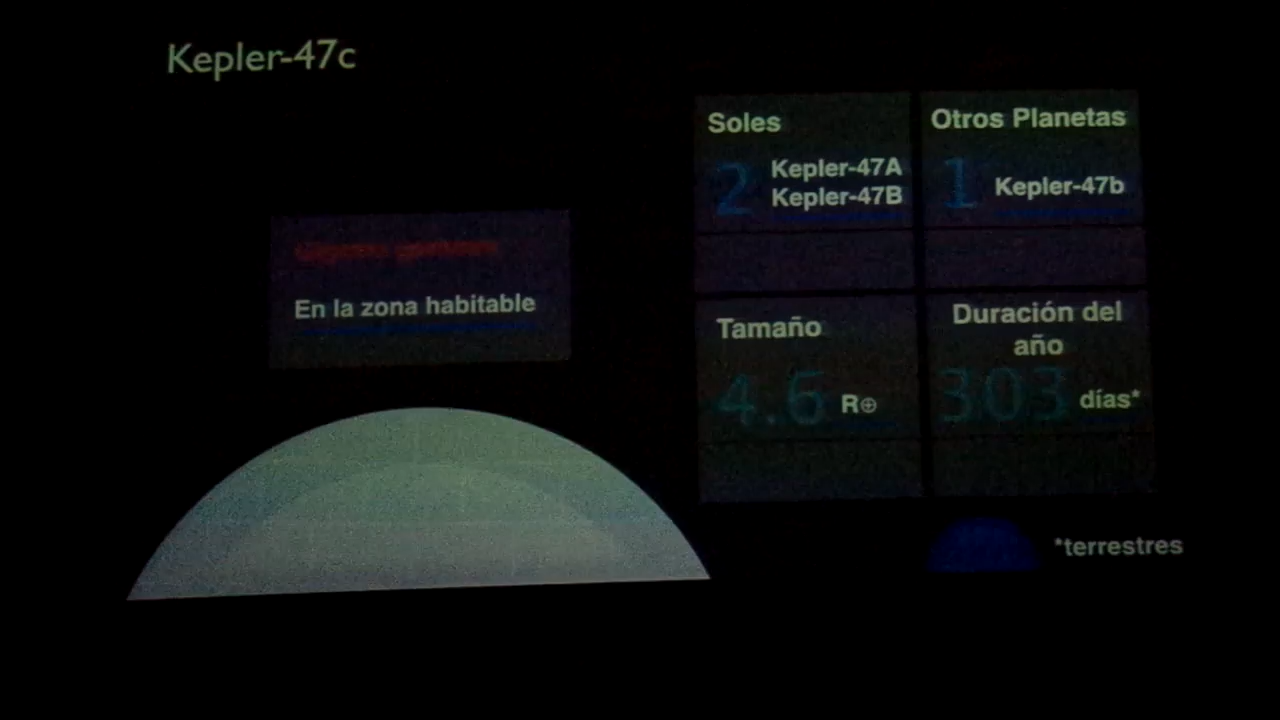 Kepler-47c
En la zona habitable
Soles
2
Kepler-47A
Kepler-47B
Otros Planetas
1 Kepler-47b
Tamaño
4.6 R⊕
Duración del
año
303 días*
*terrestres